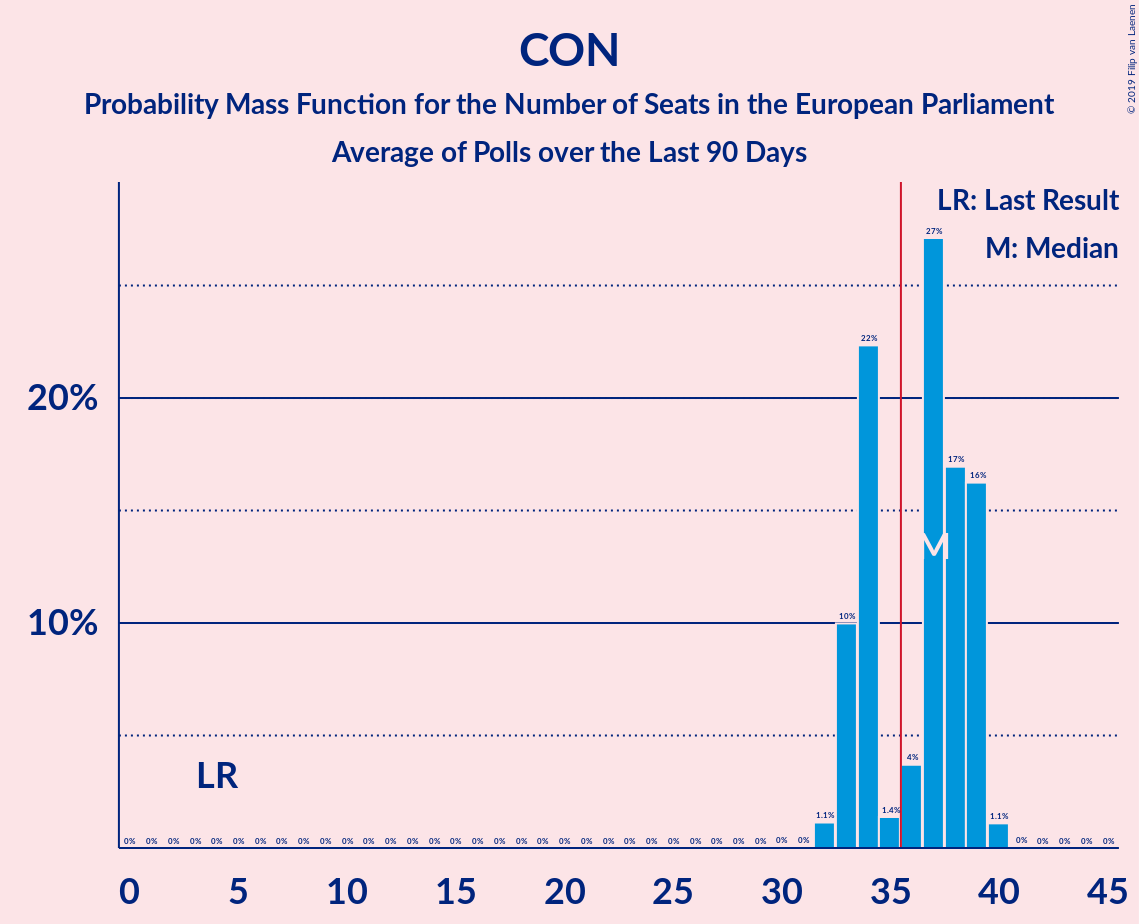 CON
Probability Mass Function for the Number of Seats in the European Parliament
Average of Polls over the Last 90 Days
© 2019 Filip van Laenen
LR: Last Result
M: Median
27%
22%
20%
17%
16%
M
10%
10%
4%
LR
1.1% 1.4% 1.1%
0% 0% 0% 0% 0% 0% 0% 0% 0% 0% 0% 0% 0% 0% 0% 0% 0% 0% 0% 0% 0% 0% 0% 0% 0% 0% 0% 0% 0% 0% 0% 0% 0% 0% 0% 0% 0%
0 5 10 15 20 25 30 35 40 45